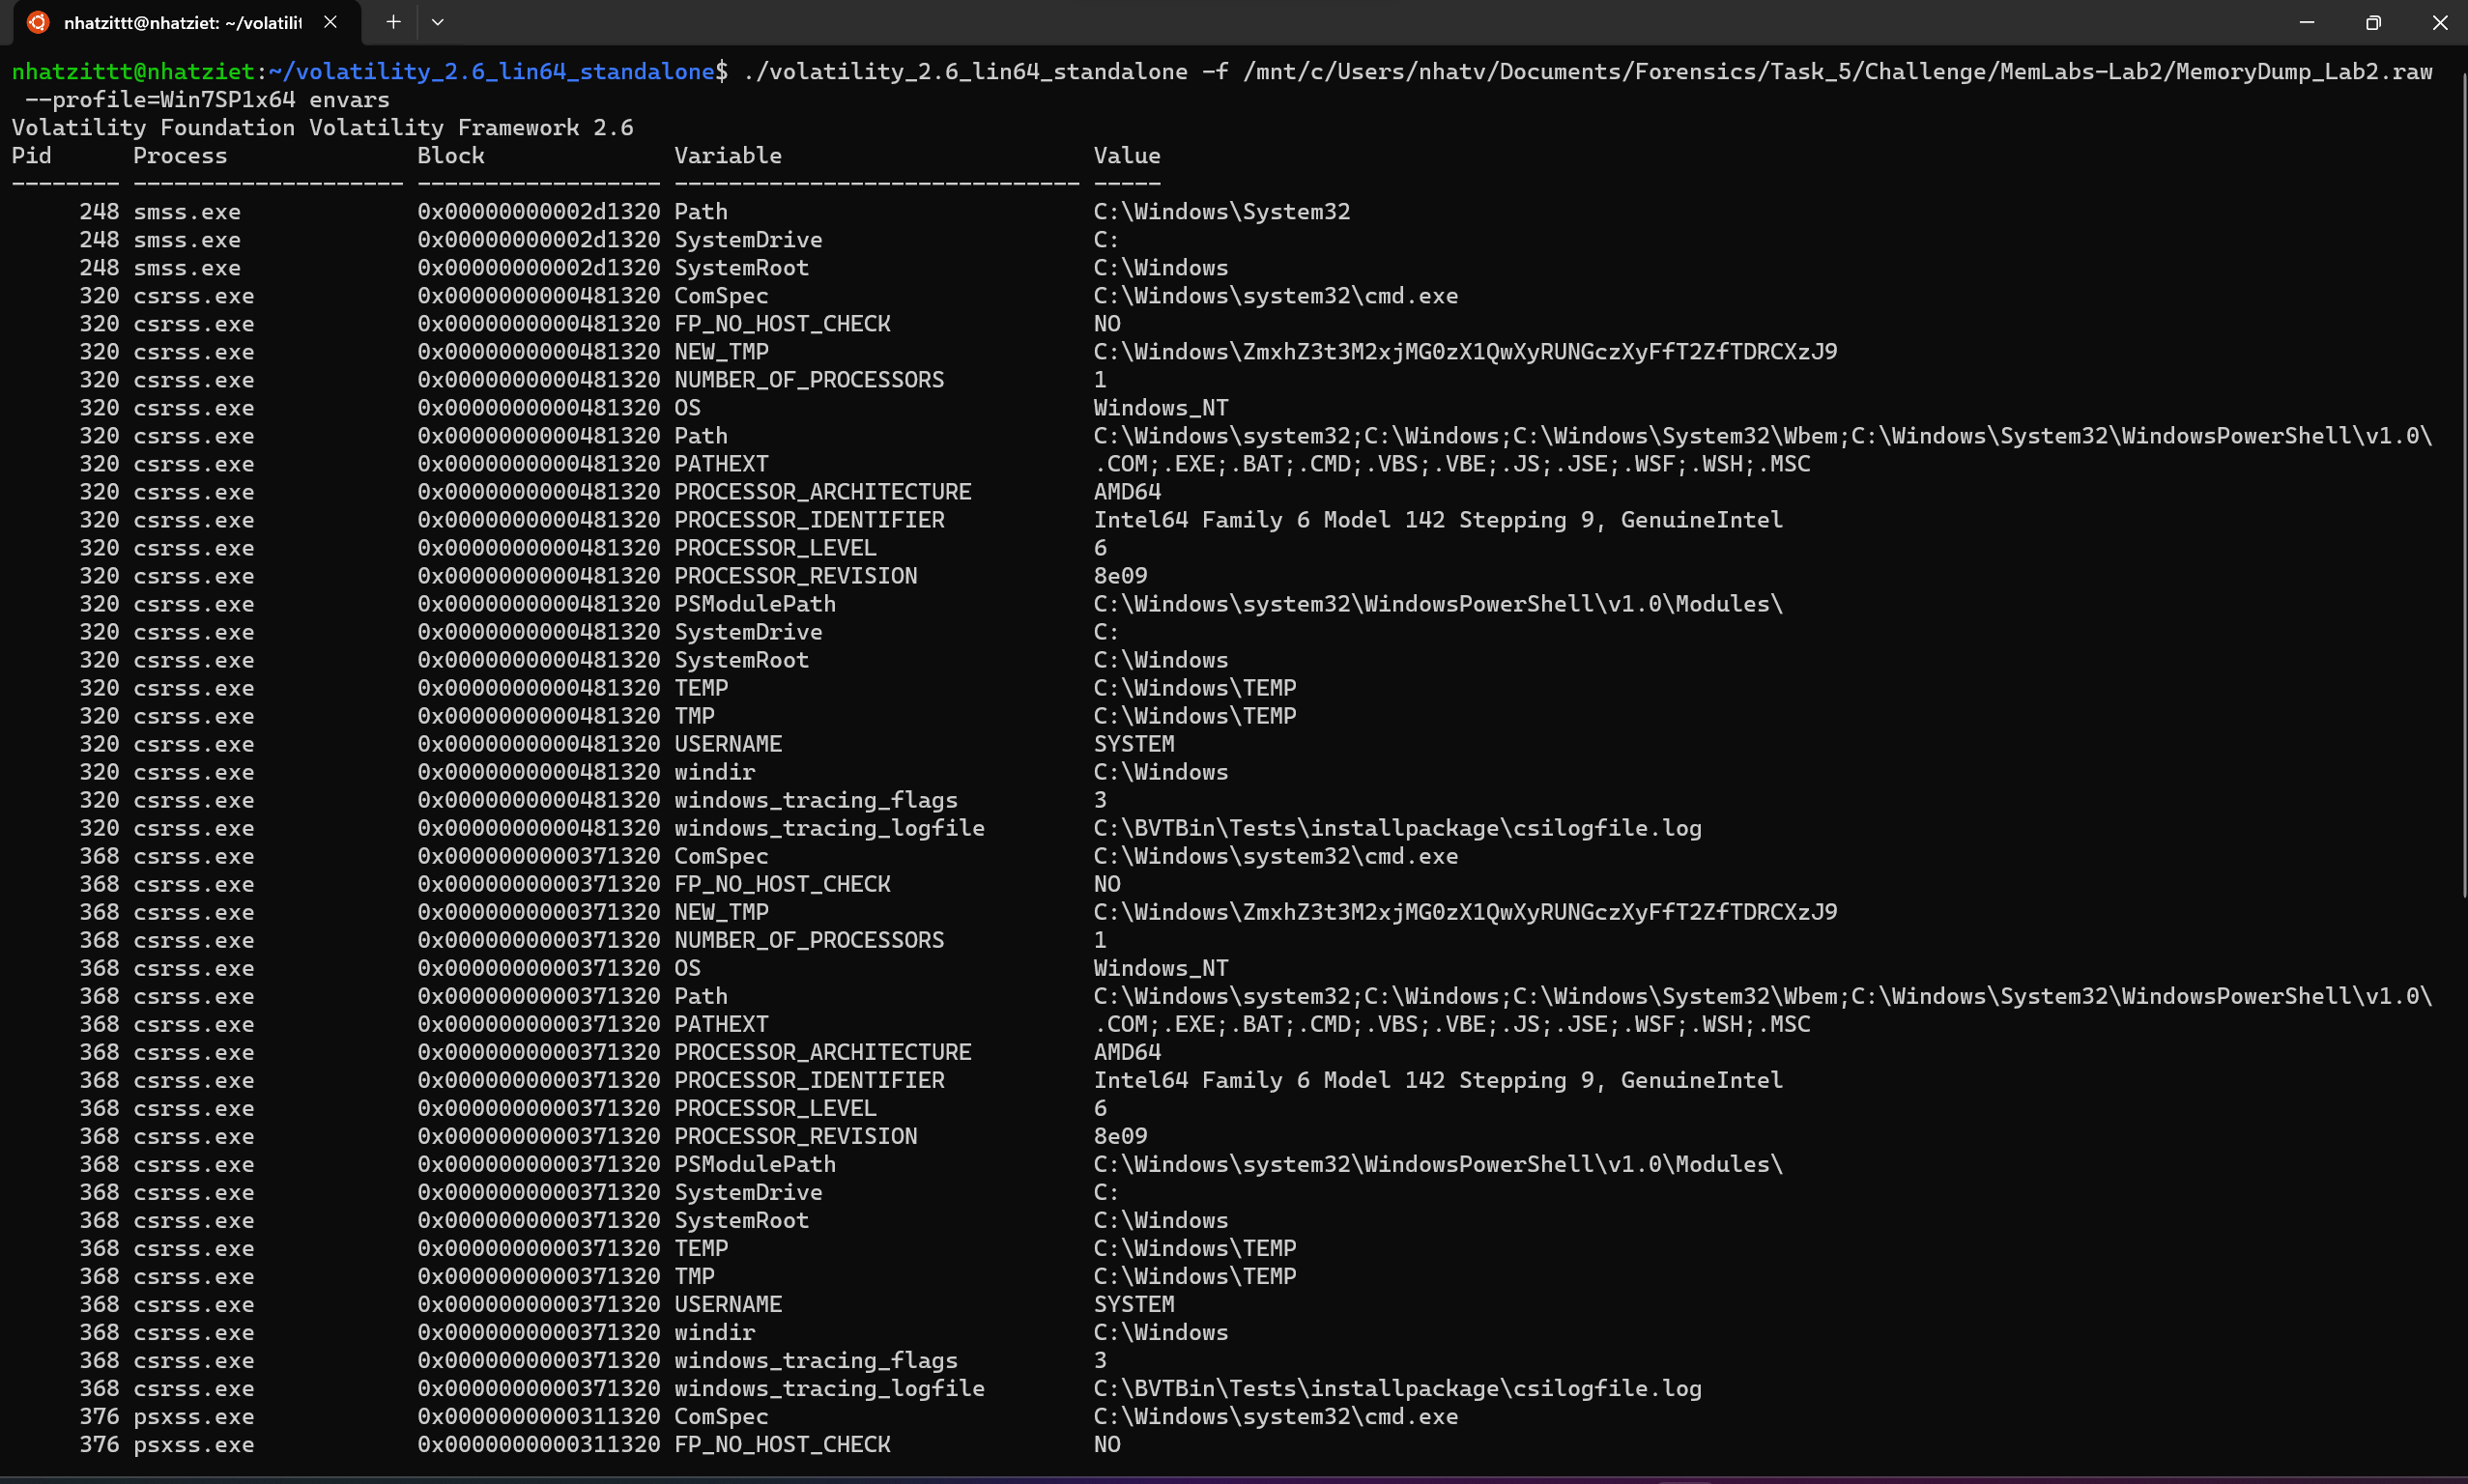 nhatzittt@nhatziet: ~/volatilit
nhatzittt@nhatziet:~/volatility_2.6_lin64_standalone$ ./volatility_2.6_lin64_standalone -f /mnt/c/Users/nhatv/Documents/Forensics/Task_5/Challenge/MemLabs-Lab2/MemoryDump_Lab2.raw
--profile=Win7SP1x64 envars
Volatility Foundation Volatility Framework 2.6
Pid Process Block Variable Value
-------- -------------------- ------------------ ------------------------------ -----
248 smss.exe 0x00000000002d1320 Path C:\Windows\System32
248 smss.exe 0x00000000002d1320 SystemDrive C:
248 smss.exe 0x00000000002d1320 SystemRoot C:\Windows
320 csrss.exe 0x0000000000481320 ComSpec C:\Windows\system32\cmd.exe
320 csrss.exe 0x0000000000481320 FP_NO_HOST_CHECK NO
320 csrss.exe 0x0000000000481320 NEW_TMP C:\Windows\ZmxhZ3t3M2xjMG0zX1QwXyRUNGczXyFfT2ZfTDRCXzJ9
320 csrss.exe 0x0000000000481320 NUMBER_OF_PROCESSORS 1
320 csrss.exe 0x0000000000481320 OS Windows_NT
320 csrss.exe 0x0000000000481320 Path C:\Windows\system32;C:\Windows;C:\Windows\System32\Wbem;C:\Windows\System32\WindowsPowerShell\v1.0\
320 csrss.exe 0x0000000000481320 PATHEXT .COM;.EXE;.BAT;.CMD;.VBS;.VBE;.JS;.JSE;.WSF;.WSH;.MSC
320 csrss.exe 0x0000000000481320 PROCESSOR_ARCHITECTURE AMD64
320 csrss.exe 0x0000000000481320 PROCESSOR_IDENTIFIER Intel64 Family 6 Model 142 Stepping 9, GenuineIntel
320 csrss.exe 0x0000000000481320 PROCESSOR_LEVEL 6
320 csrss.exe 0x0000000000481320 PROCESSOR_REVISION 8e09
320 csrss.exe 0x0000000000481320 PSModulePath C:\Windows\system32\WindowsPowerShell\v1.0\Modules\
320 csrss.exe 0x0000000000481320 SystemDrive C:
320 csrss.exe 0x0000000000481320 SystemRoot C:\Windows
320 csrss.exe 0x0000000000481320 TEMP C:\Windows\TEMP
320 csrss.exe 0x0000000000481320 TMP C:\Windows\TEMP
320 csrss.exe 0x0000000000481320 USERNAME SYSTEM
320 csrss.exe 0x0000000000481320 windir C:\Windows
320 csrss.exe 0x0000000000481320 windows_tracing_flags 3
320 csrss.exe 0x0000000000481320 windows_tracing_logfile C:\BVTBin\Tests\installpackage\csilogfile.log
368 csrss.exe 0x0000000000371320 ComSpec C:\Windows\system32\cmd.exe
368 csrss.exe 0x0000000000371320 FP_NO_HOST_CHECK NO
368 csrss.exe 0x0000000000371320 NEW_TMP C:\Windows\ZmxhZ3t3M2xjMG0zX1QwXyRUNGczXyFfT2ZfTDRCXzJ9
368 csrss.exe 0x0000000000371320 NUMBER_OF_PROCESSORS 1
368 csrss.exe 0x0000000000371320 OS Windows_NT
368 csrss.exe 0x0000000000371320 Path C:\Windows\system32;C:\Windows;C:\Windows\System32\Wbem;C:\Windows\System32\WindowsPowerShell\v1.0\
368 csrss.exe 0x0000000000371320 PATHEXT .COM;.EXE;.BAT;.CMD;.VBS;.VBE;.JS;.JSE;.WSF;.WSH;.MSC
368 csrss.exe 0x0000000000371320 PROCESSOR_ARCHITECTURE AMD64
368 csrss.exe 0x0000000000371320 PROCESSOR_IDENTIFIER Intel64 Family 6 Model 142 Stepping 9, GenuineIntel
368 csrss.exe 0x0000000000371320 PROCESSOR_LEVEL 6
368 csrss.exe 0x0000000000371320 PROCESSOR_REVISION 8e09
368 csrss.exe 0x0000000000371320 PSModulePath C:\Windows\system32\WindowsPowerShell\v1.0\Modules\
368 csrss.exe 0x0000000000371320 SystemDrive C:
368 csrss.exe 0x0000000000371320 SystemRoot C:\Windows
368 csrss.exe 0x0000000000371320 TEMP C:\Windows\TEMP
368 csrss.exe 0x0000000000371320 TMP C:\Windows\TEMP
368 csrss.exe 0x0000000000371320 USERNAME SYSTEM
368 csrss.exe 0x0000000000371320 windir C:\Windows
368 csrss.exe 0x0000000000371320 windows_tracing_flags 3
368 csrss.exe 0x0000000000371320 windows_tracing_logfile C:\BVTBin\Tests\installpackage\csilogfile.log
376 psxss.exe 0x0000000000311320 ComSpec C:\Windows\system32\cmd.exe
376 psxss.exe 0x0000000000311320 FP_NO_HOST_CHECK NO